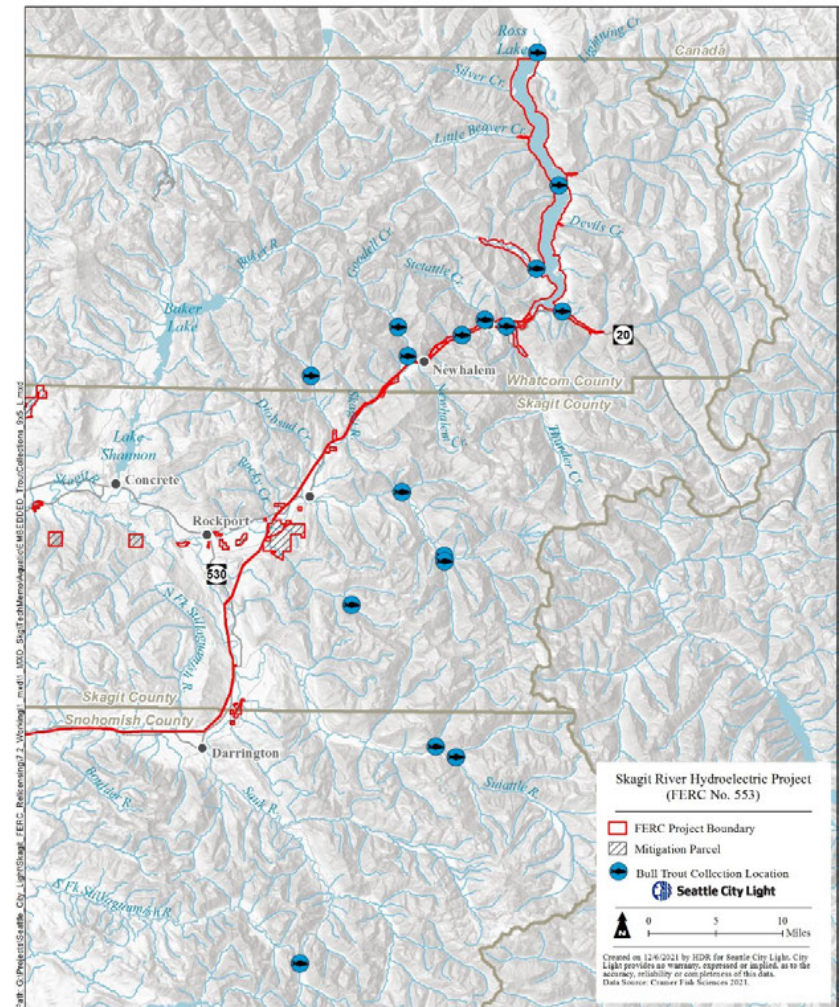 Ross
Lake
Lightning Cr.
Canada
Silver Cr.
Little Beaver Cr.
Devils Cr.
Goodell Cr.
Baker R.
Stetattle Cr.
Baker
Lake
20
Newhalem
Whatcom County
Skagit County
Diobsud Cr.
Skagit R.
Newhalem
Cr.
Thunder Cr.
Lake
Shannon
Skagit R.
Concrete
Rocky Cr.
Rockport
530
N Fk Stillaguamish R.
Skagit County
Snohomish County
Darrington
Boulder R.
Sauk R.
Suiattle R.
S Fk Stillaguamish R.
Skagit River Hydroelectric Project
(FERC No. 553)
FERC Project Boundary
Mitigation Parcel
Bull Trout Collection Location
Seattle City Light
N
0 5 10
Miles
Created on 12/6/2021 by HDR for Seattle City Light. City
Light provides no warranty, expressed or implied, as to the
accuracy, reliability or completeness of this data.
Data Source: Cramer Fish Sciences 2021.